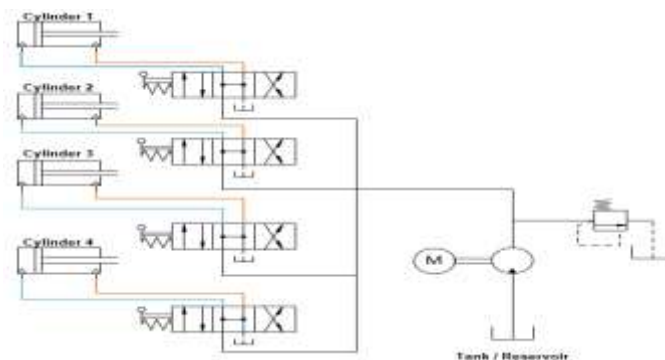 Cylinder 1
Cylinder 2
Cylinder 3
Cylinder 4
M
Tank / Reservoir